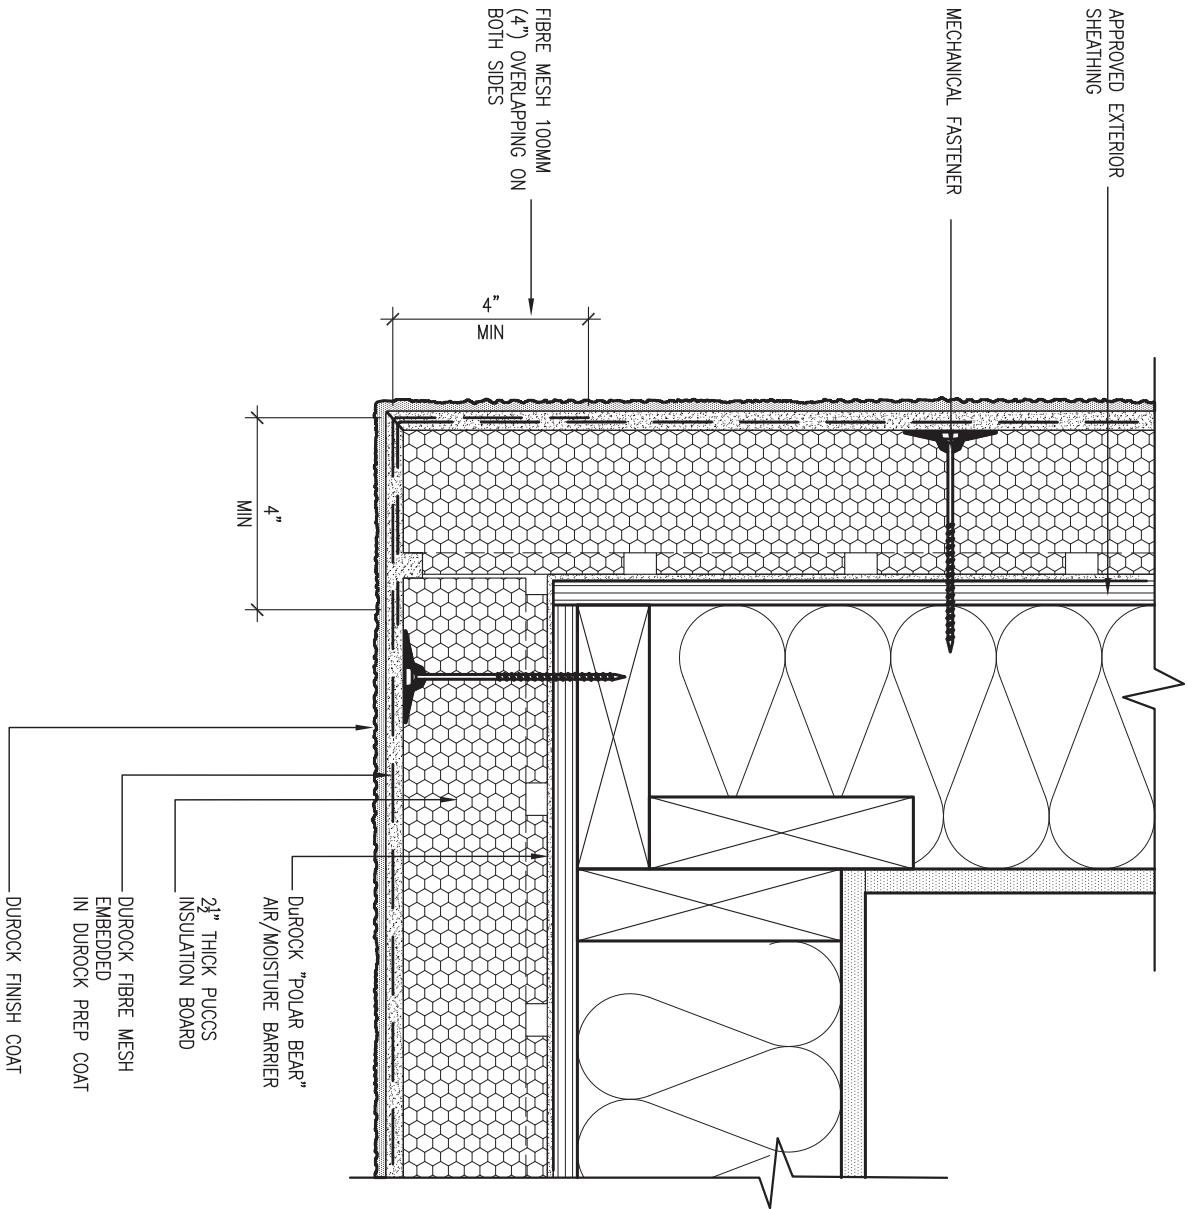 APPROVED EXTERIOR
SHEATHING
MECHANICAL FASTENER
FIBRE MESH 100MM
(4") OVERLAPPING ON
BOTH SIDES
4"
MIN
4"
MIN
DuROCK "POLAR BEAR"
AIR/MOISTURE BARRIER
2½" THICK PUCCS
INSULATION BOARD
DUROCK FIBRE MESH
EMBEDDED
IN DUROCK PREP COAT
DUROCK FINISH COAT